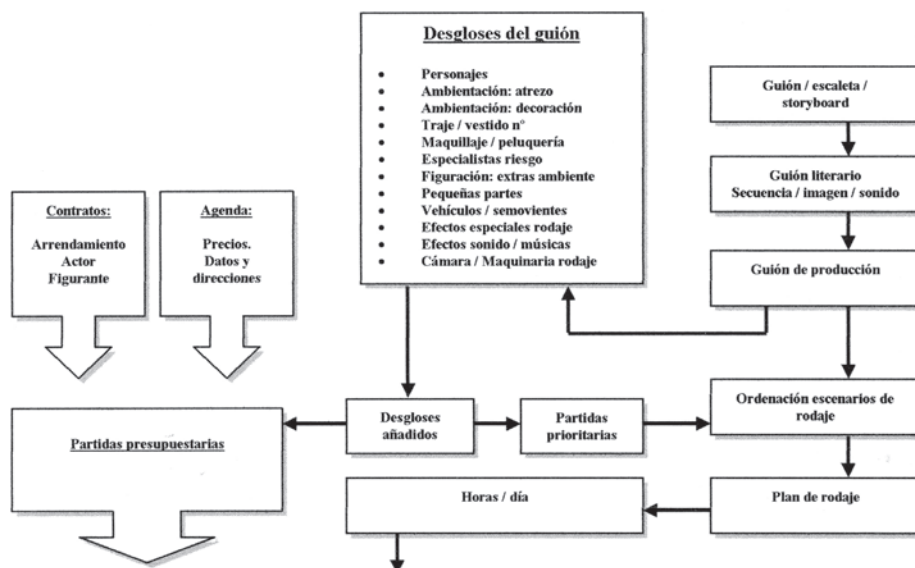 Desgloses del guión
• Personajes
• Ambientación: atrezo
• Ambientación: decoración
• Traje / vestido nº
• Maquillaje / peluquería
• Especialistas riesgo
• Figuración: extras ambiente
• Pequeñas partes
• Vehículos / semovientes
• Efectos especiales rodaje
• Efectos sonido / músicas
• Cámara / Maquinaria rodaje
Guión / escaleta /
storyboard
Guión literario
Secuencia / imagen / sonido
Guión de producción
Contratos:
Arrendamiento
Actor
Figurante
Agenda:
Precios.
Datos y
direcciones
Partidas presupuestarias
Desgloses
añadidos
Partidas
prioritarias
Ordenación escenarios de
rodaje
Horas / día
Plan de rodaje